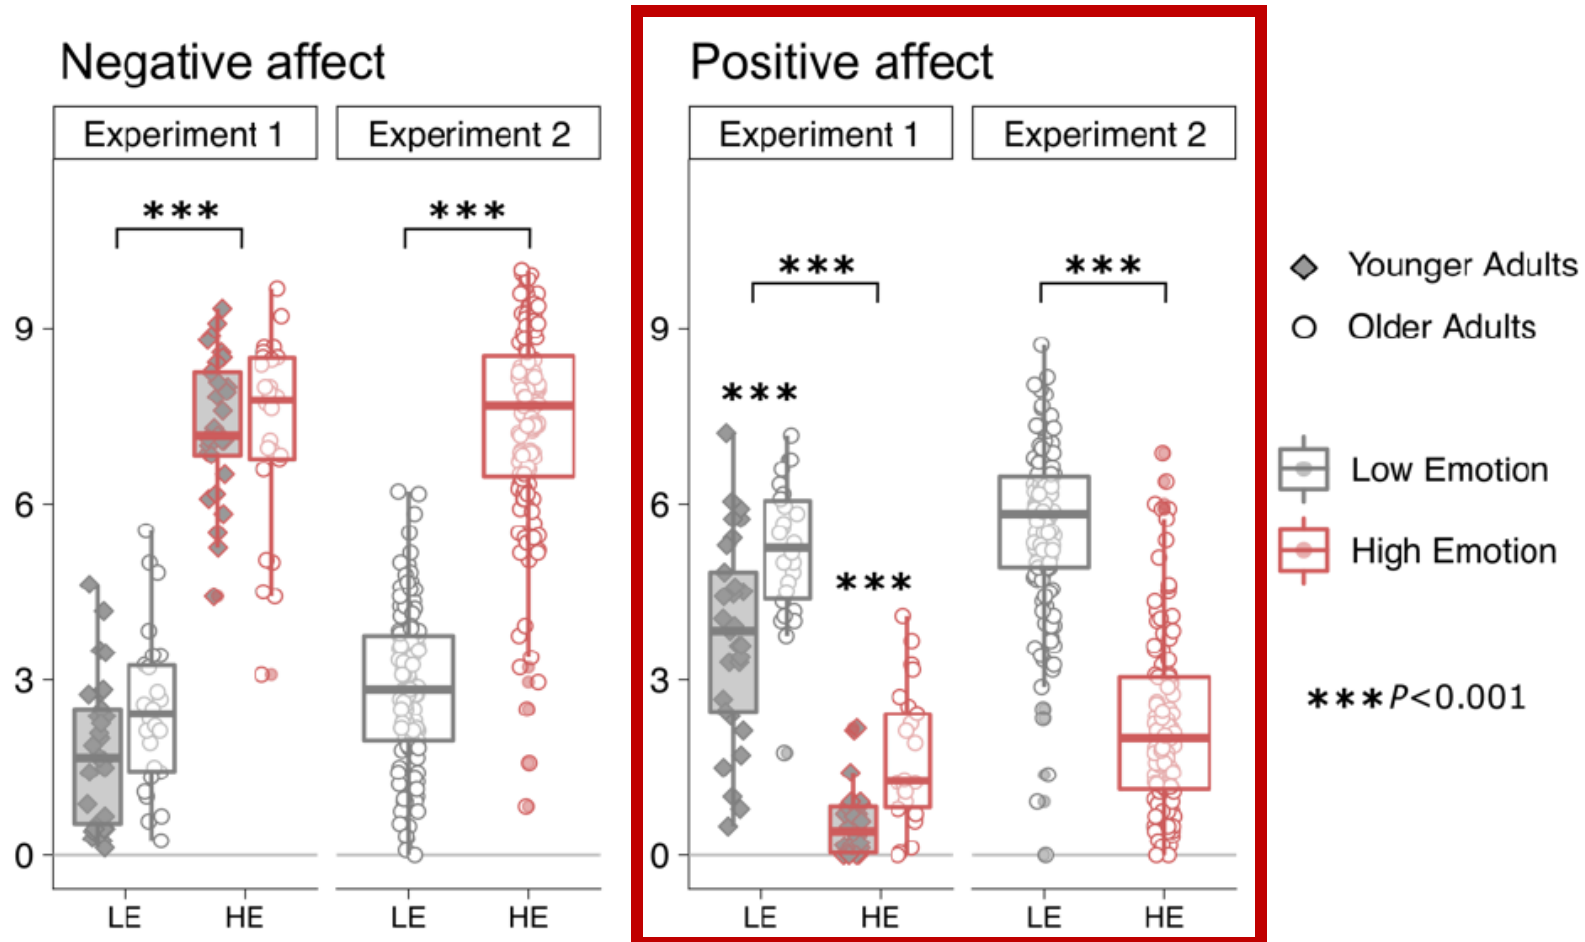 Negative affect
Experiment 1
Experiment 2
***
***
9
6
3
0
LE
HE
LE
HE
Positive affect
Experiment 1
Experiment 2
***
***
***
***
9
6
3
0
LE
HE
LE
HE
Younger Adults
Older Adults
Low Emotion
High Emotion
***P<0.001